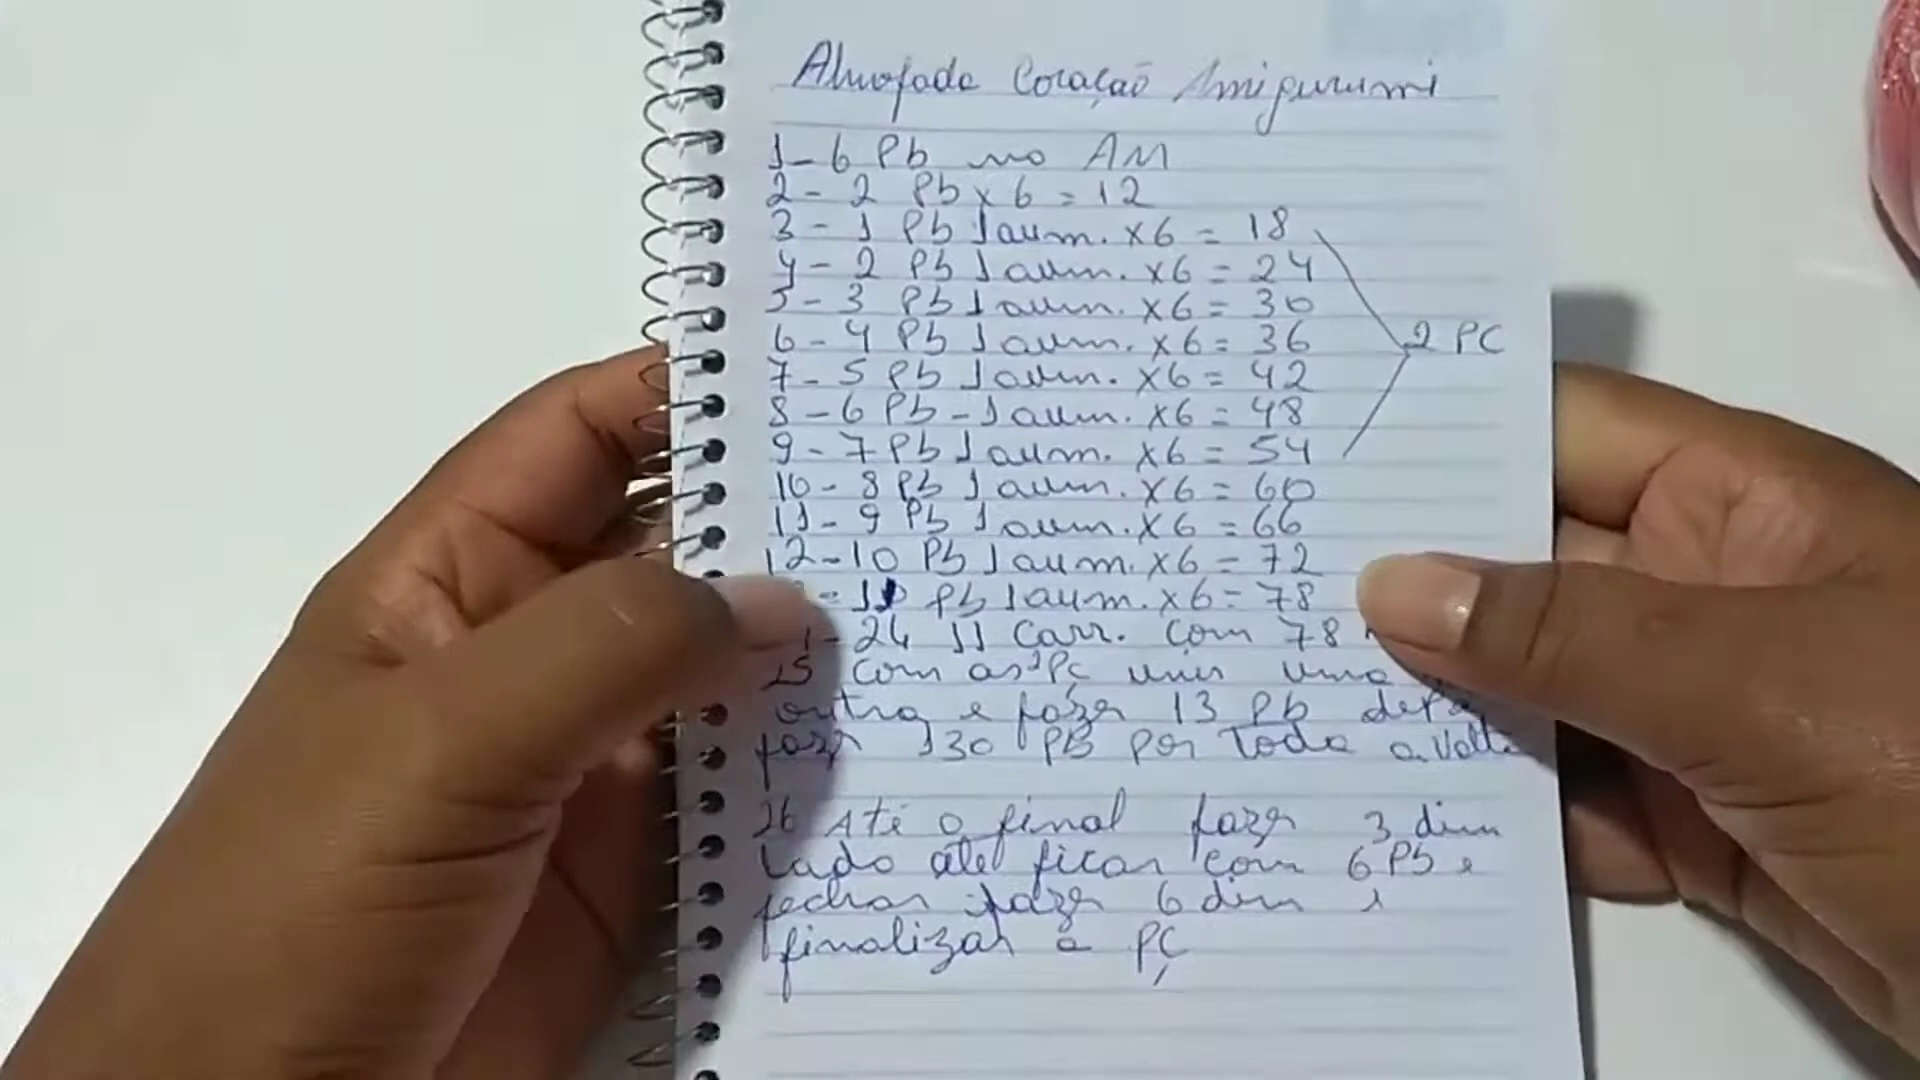 Almofada Coração Amigurumi
1- 6 Pb no AM
2 - 2 Pb x 6 = 12
3 - 1 Pb 1 aum. x6 = 18
4 - 2 Pb 1 aum. x6 = 24
5 - 3 Pb 1 aum. x6 = 30
6 - 4 Pb 1 aum. x6 = 36
2 PC
7 - 5 Pb 1 aum. x6 = 42
8 - 6 Pb - 1 aum. x6 = 48
9 - 7 Pb 1 aum. x6 = 54
10 - 8 Pb 1 aum. x6 = 60
11 - 9 Pb 1 aum. x6 = 66
12 - 10 Pb 1 aum. x6 = 72
- 11 Pb 1 aum. x6 = 78
- 24 11 Carr. com 78
25 com as 2 Pç unir uma
outra e fazer 13 Pb
fazer 130 PB por toda a volta
26 Até o final fazer 3 dim
lado até ficar com 6 Pb e
fechar fazer 6 dim e
finalizar a PÇ